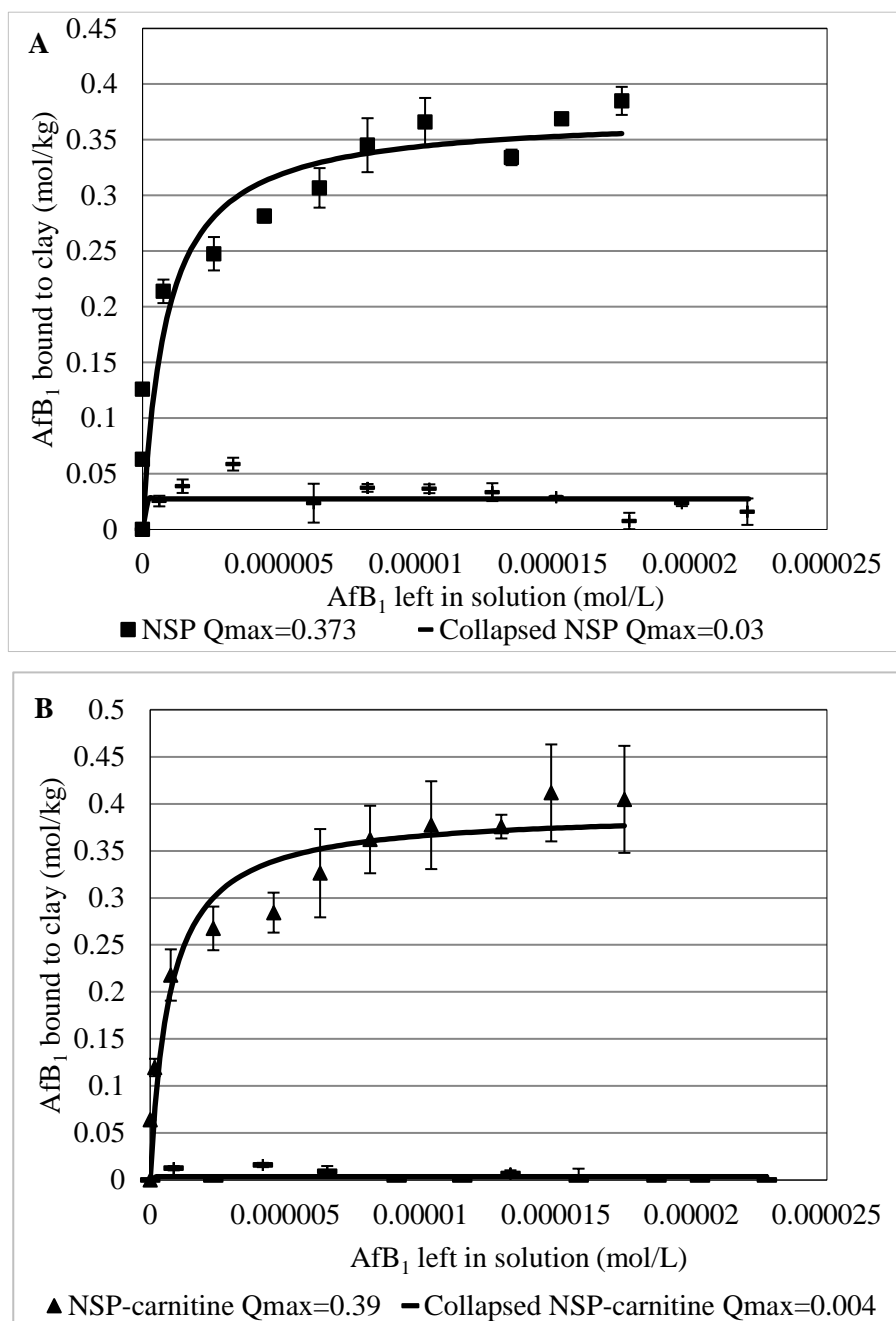 A
0.45
0.4
0.35
0.3
0.25
0.2
0.15
0.1
0.05
0
AfB₁ bound to clay (mol/kg)
0 0.000005 0.00001 0.000015 0.00002 0.000025
AfB₁ left in solution (mol/L)
NSP Qmax=0.373 Collapsed NSP Qmax=0.03
B
0.5
0.45
0.4
0.35
0.3
0.25
0.2
0.15
0.1
0.05
0
AfB₁ bound to clay (mol/kg)
0 0.000005 0.00001 0.000015 0.00002 0.000025
AfB₁ left in solution (mol/L)
NSP-carnitine Qmax=0.39 Collapsed NSP-carnitine Qmax=0.004